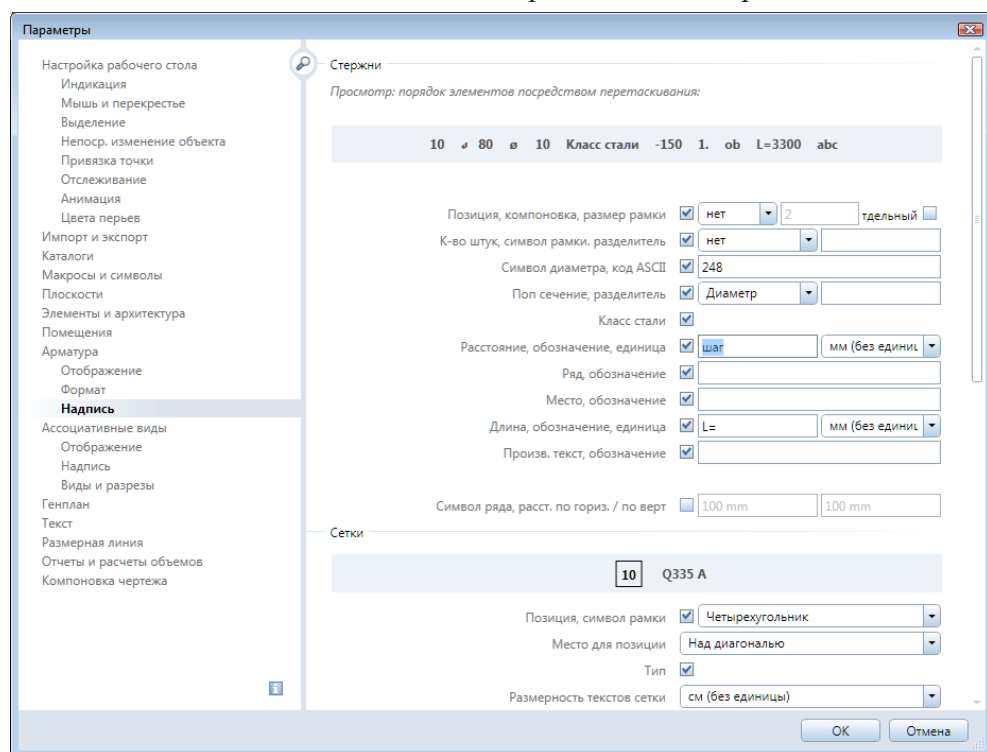 Параметры
Настройка рабочего стола
Индикация
Мышь и перекрестье
Выделение
Непоср. изменение объекта
Привязка точки
Отслеживание
Анимация
Цвета перьев
Импорт и экспорт
Каталоги
Макросы и символы
Плоскости
Элементы и архитектура
Помещения
Арматура
Отображение
Формат
Надпись
Ассоциативные виды
Отображение
Надпись
Виды и разрезы
Генплан
Текст
Размерная линия
Отчеты и расчеты объемов
Компоновка чертежа
Стержни
Просмотр: порядок элементов посредством перетаскивания:
10 ø 80 ø 10 Класс стали -150 1. ob L=3300 abc
Позиция, компоновка, размер рамки нет 2 тдельный
К-во штук, символ рамки. разделитель нет
Символ диаметра, код ASCII 248
Поп сечение, разделитель Диаметр
Класс стали
Расстояние, обозначение, единица шаг мм (без единиц
Ряд, обозначение
Место, обозначение
Длина, обозначение, единица L= мм (без единиц
Произв. текст, обозначение
Символ ряда, расст. по гориз. / по верт 100 mm 100 mm
Сетки
10 Q335 A
Позиция, символ рамки Четырехугольник
Место для позиции Над диагональю
Тип
Размерность текстов сетки см (без единицы)
OK Отмена